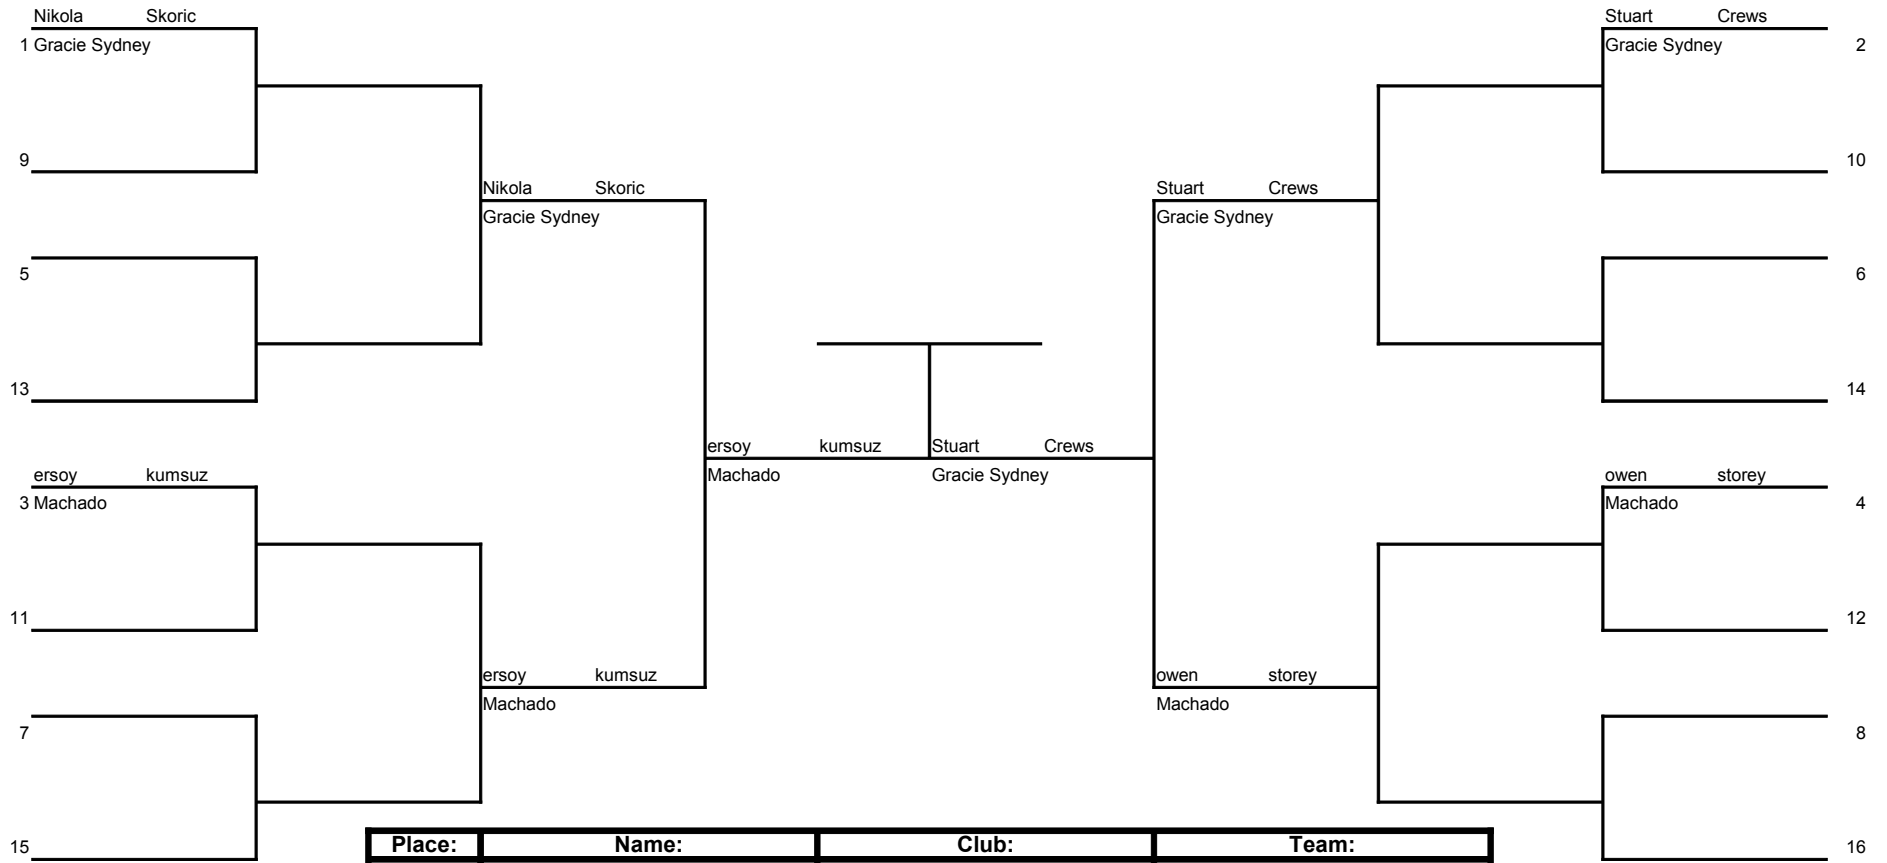 Nikola Skoric Stuart Crews
1 Gracie Sydney Gracie Sydney 2
9 10
Nikola Skoric Stuart Crews
Gracie Sydney Gracie Sydney
5 6
13 14
ersoy kumsuz Stuart Crews
Machado Gracie Sydney
ersoy kumsuz owen storey
3 Machado Machado 4
11 12
ersoy kumsuz owen storey
Machado Machado
7 8
Place: Name: Club: Team:
15 16